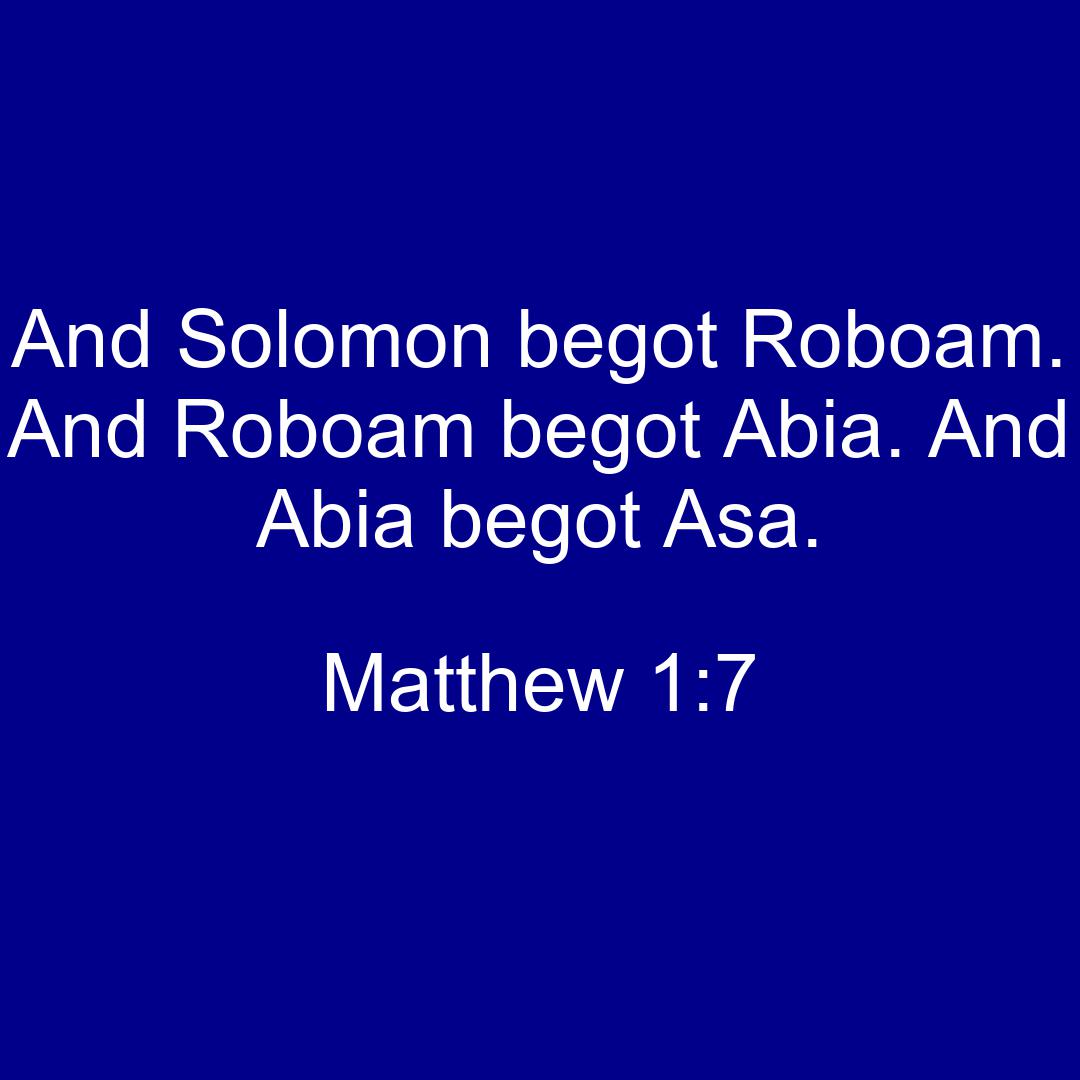 And Solomon begot Roboam.
And Roboam begot Abia. And
Abia begot Asa.
Matthew 1:7